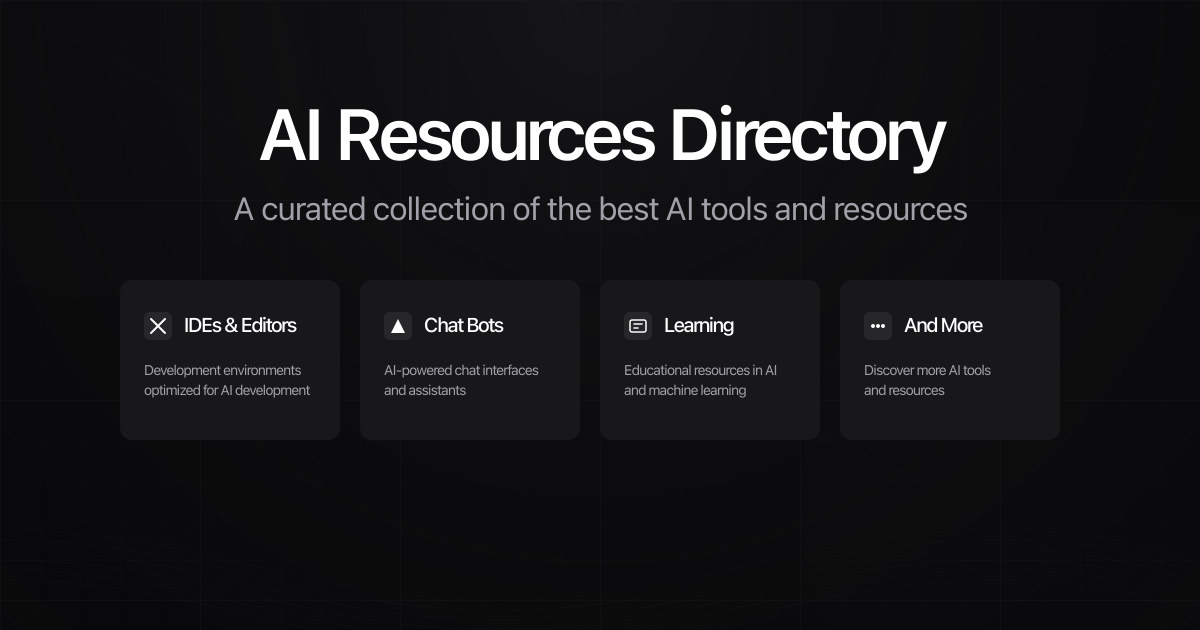 AI Resources Directory
A curated collection of the best AI tools and resources
IDEs & Editors
Development environments
optimized for AI development
Chat Bots
AI-powered chat interfaces
and assistants
Learning
Educational resources in AI
and machine learning
And More
Discover more AI tools
and resources